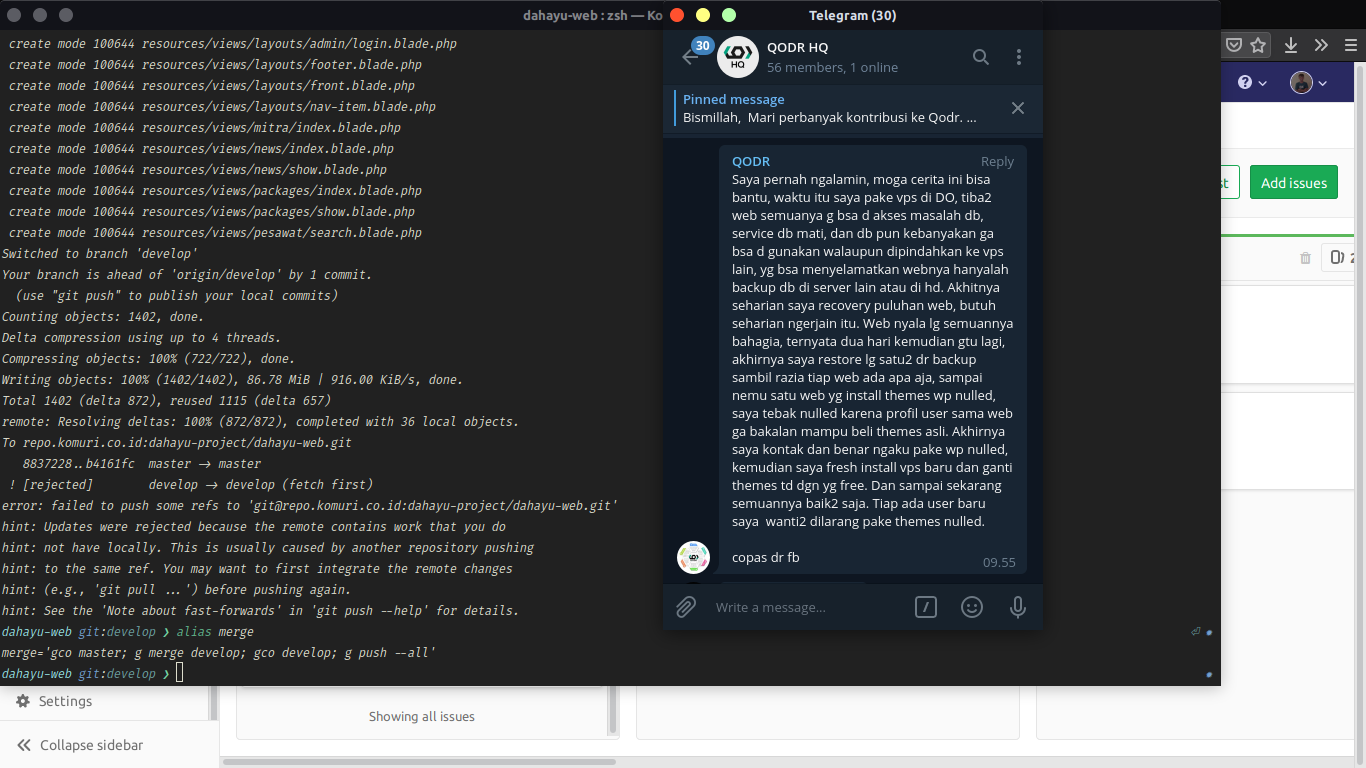 dahayu-web : zsh — Ko
create mode 100644 resources/views/layouts/admin/login.blade.php
create mode 100644 resources/views/layouts/footer.blade.php
create mode 100644 resources/views/layouts/front.blade.php
create mode 100644 resources/views/layouts/nav-item.blade.php
create mode 100644 resources/views/mitra/index.blade.php
create mode 100644 resources/views/news/index.blade.php
create mode 100644 resources/views/news/show.blade.php
create mode 100644 resources/views/packages/index.blade.php
create mode 100644 resources/views/packages/show.blade.php
create mode 100644 resources/views/pesawat/search.blade.php
Switched to branch 'develop'
Your branch is ahead of 'origin/develop' by 1 commit.
(use "git push" to publish your local commits)
Counting objects: 1402, done.
Delta compression using up to 4 threads.
Compressing objects: 100% (722/722), done.
Writing objects: 100% (1402/1402), 86.78 MiB | 916.00 KiB/s, done.
Total 1402 (delta 872), reused 1115 (delta 657)
remote: Resolving deltas: 100% (872/872), completed with 36 local objects.
To repo.komuri.co.id:dahayu-project/dahayu-web.git
8837228..b4161fc master -> master
! [rejected] develop -> develop (fetch first)
error: failed to push some refs to 'git@repo.komuri.co.id:dahayu-project/dahayu-web.git'
hint: Updates were rejected because the remote contains work that you do
hint: not have locally. This is usually caused by another repository pushing
hint: to the same ref. You may want to first integrate the remote changes
hint: (e.g., 'git pull ...') before pushing again.
hint: See the 'Note about fast-forwards' in 'git push --help' for details.
dahayu-web git:develop ❯ alias merge
merge='gco master; g merge develop; gco develop; g push --all'
dahayu-web git:develop ❯
Telegram (30)
30
HQ
QODR HQ
56 members, 1 online
Pinned message
Bismillah, Mari perbanyak kontribusi ke Qodr. ...
QODR
Reply
Saya pernah ngalamin, moga cerita ini bisa
bantu, waktu itu saya pake vps di DO, tiba2
web semuanya g bsa d akses masalah db,
service db mati, dan db pun kebanyakan ga
bsa d gunakan walaupun dipindahkan ke vps
lain, yg bsa menyelamatkan webnya hanyalah
backup db di server lain atau di hd. Akhitnya
seharian saya recovery puluhan web, butuh
seharian ngerjain itu. Web nyala lg semuannya
bahagia, ternyata dua hari kemudian gtu lagi,
akhirnya saya restore lg satu2 dr backup
sambil razia tiap web ada apa aja, sampai
nemu satu web yg install themes wp nulled,
saya tebak nulled karena profil user sama web
ga bakalan mampu beli themes asli. Akhirnya
saya kontak dan benar ngaku pake wp nulled,
kemudian saya fresh install vps baru dan ganti
themes td dgn yg free. Dan sampai sekarang
semuannya baik2 saja. Tiap ada user baru
saya wanti2 dilarang pake themes nulled.
copas dr fb
09.55
Write a message...
st
Add issues
2
Settings
Collapse sidebar
Showing all issues